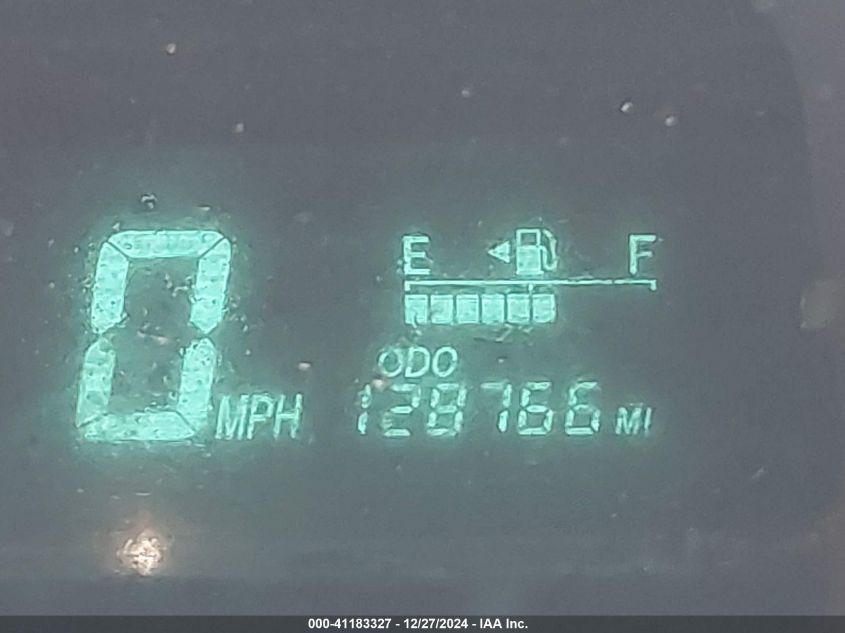 E F
ODO
0 MPH 128766 MI
000-41183327 - 12/27/2024 - IAA Inc.